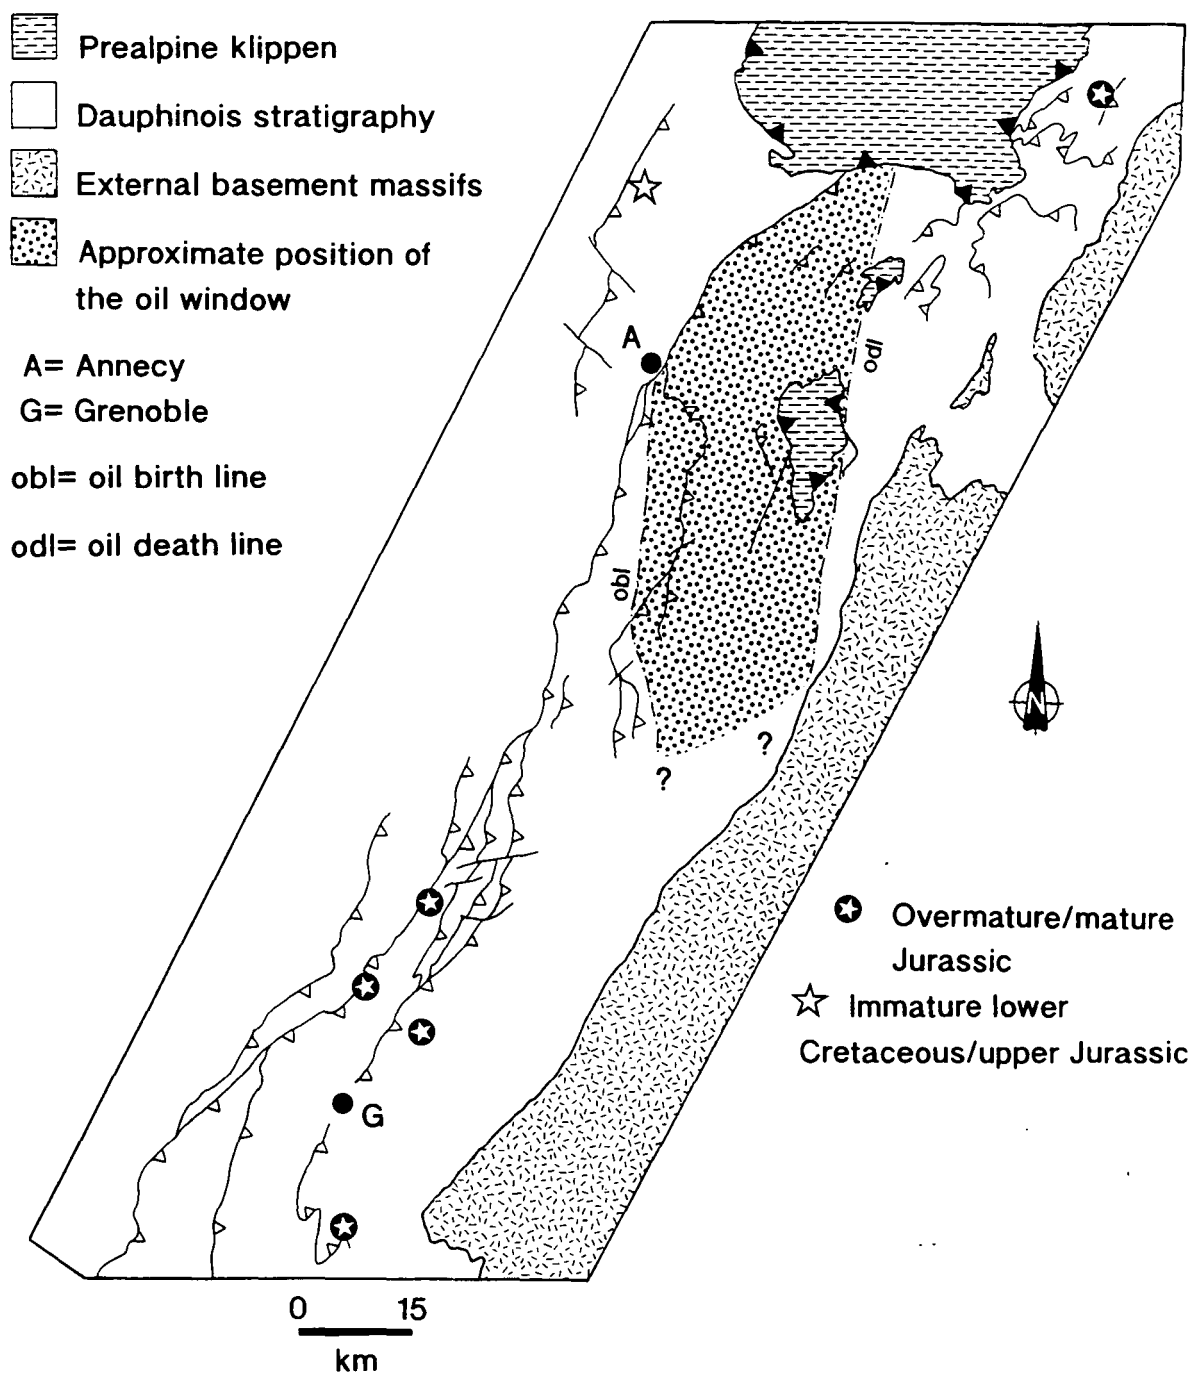 Prealpine klippen
Dauphinois stratigraphy
External basement massifs
Approximate position of
the oil window
A= Annecy
G= Grenoble
obl= oil birth line
odl= oil death line
A
odl
obl
?
?
N
G
Overmature/mature
Jurassic
Immature lower
Cretaceous/upper Jurassic
0 15
km